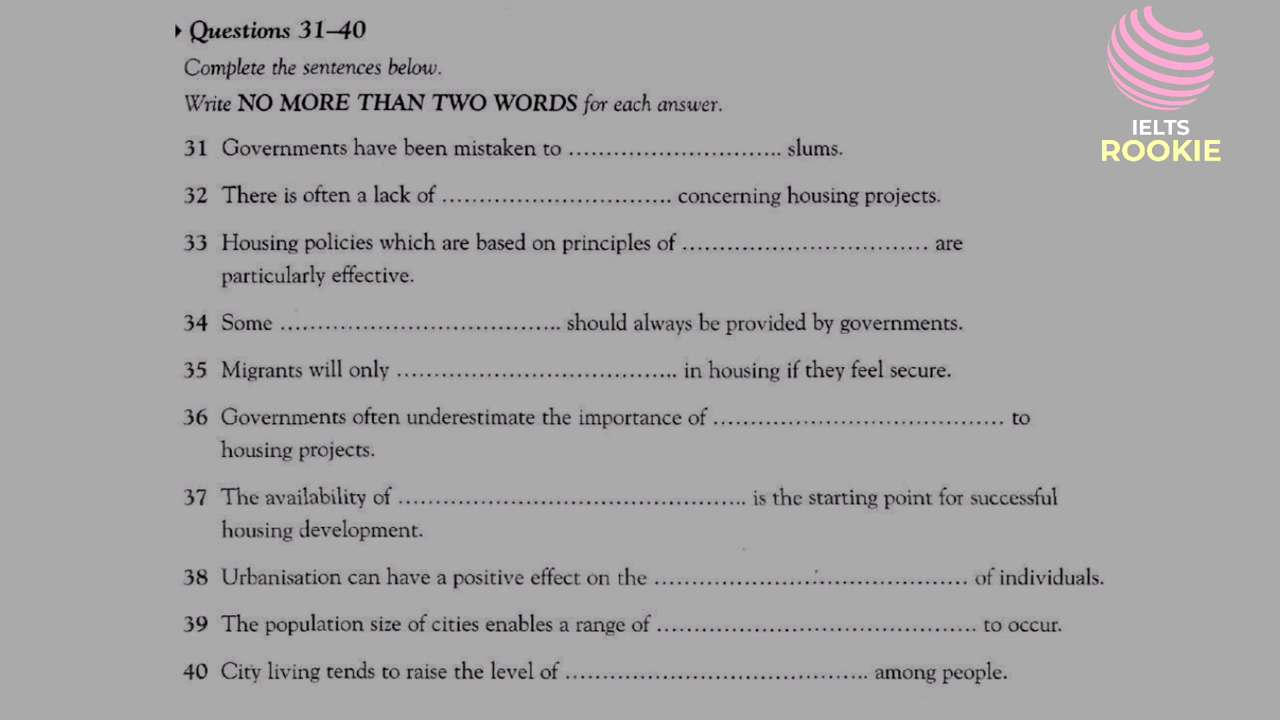 Questions 31–40
IELTS
ROOKIE
Complete the sentences below.
Write NO MORE THAN TWO WORDS for each answer.
31 Governments have been mistaken to .............................. slums.
32 There is often a lack of .............................. concerning housing projects.
33 Housing policies which are based on principles of .............................. are
particularly effective.
34 Some .............................. should always be provided by governments.
35 Migrants will only .............................. in housing if they feel secure.
36 Governments often underestimate the importance of .............................. to
housing projects.
37 The availability of .............................. is the starting point for successful
housing development.
38 Urbanisation can have a positive effect on the .............................. of individuals.
39 The population size of cities enables a range of .............................. to occur.
40 City living tends to raise the level of .............................. among people.